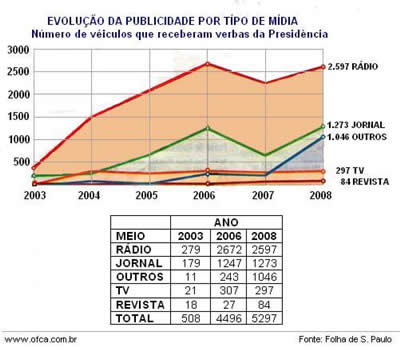 EVOLUÇÃO DA PUBLICIDADE POR TÍPO DE MÍDIA
Número de véiculos que receberam verbas da Presidência
3000
2500
2000
1500
1000
500
2.597 RÁDIO
1.273 JORNAL
1.046 OUTROS
297 TV
84 REVISTA
2003 2004 2005 2006 2007 2008
ANO
MEIO 2003 2006 2008
RÁDIO 279 2672 2597
JORNAL 179 1247 1273
OUTROS 11 243 1046
TV 21 307 297
REVISTA 18 27 84
TOTAL 508 4496 5297
www.ofca.com.br Fonte: Folha de S. Paulo